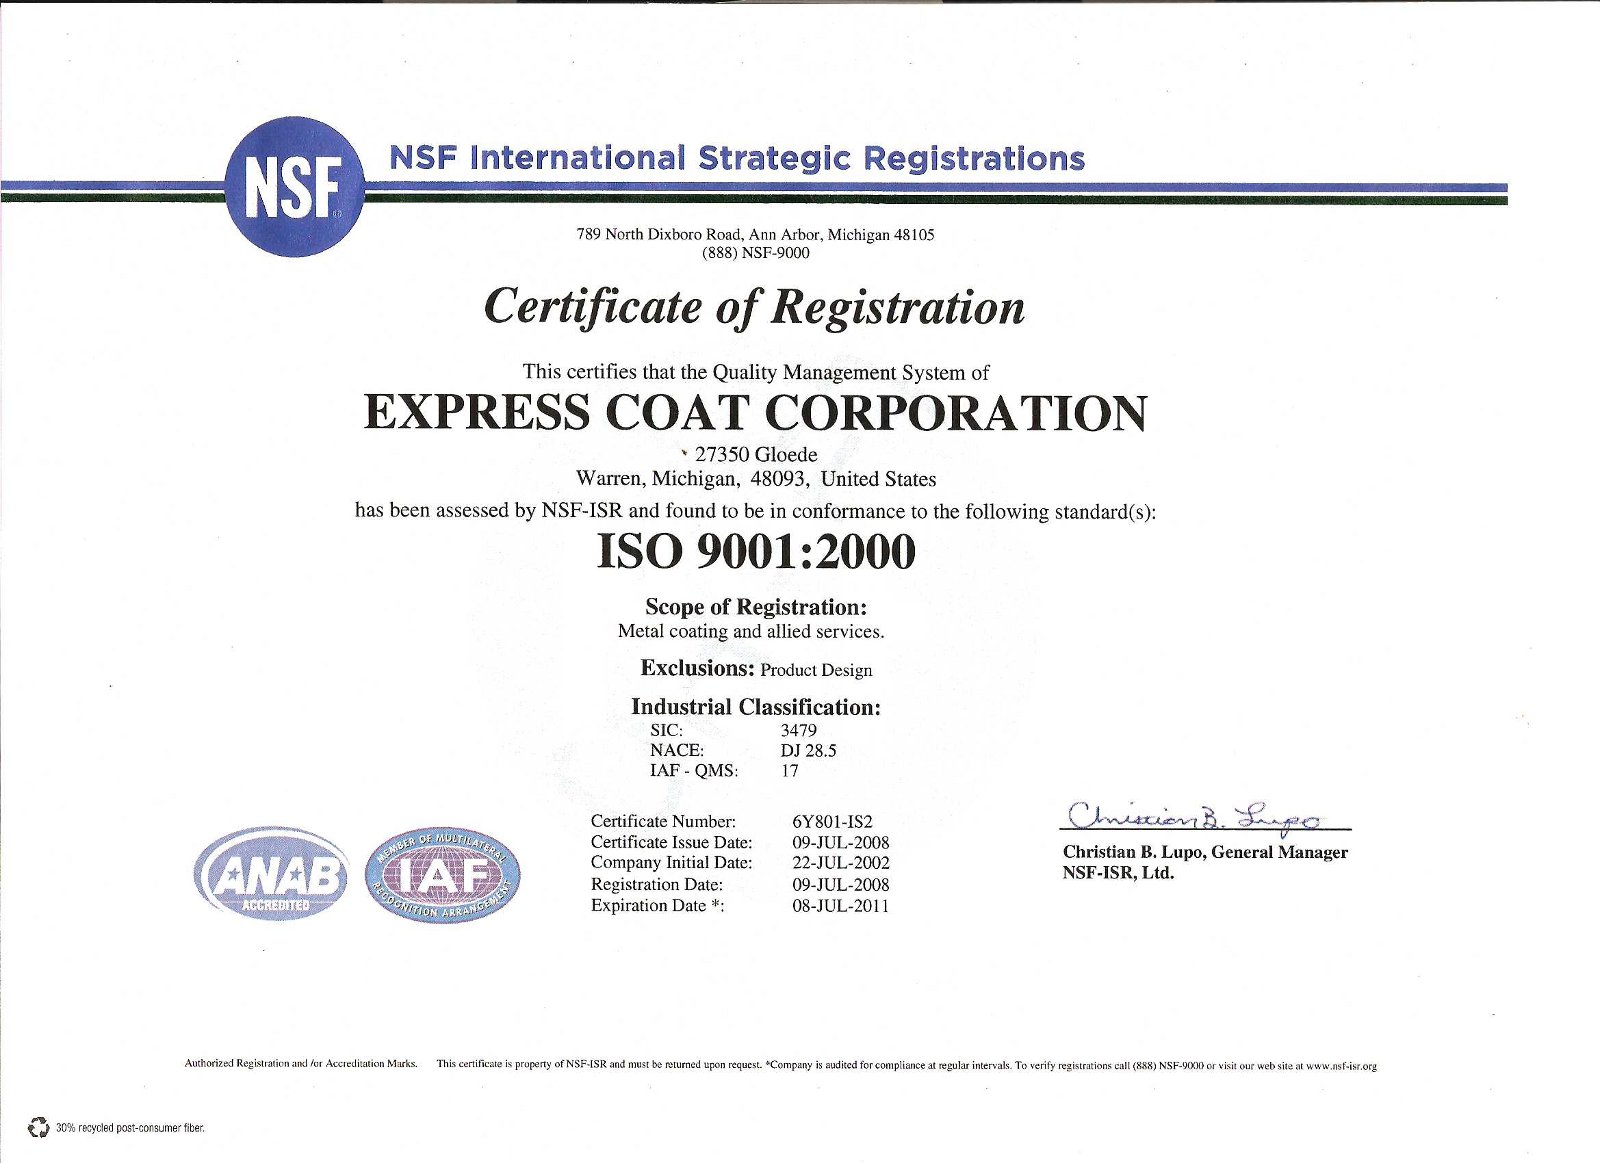 NSF International Strategic Registrations
NSF®
789 North Dixboro Road, Ann Arbor, Michigan 48105
(888) NSF-9000
Certificate of Registration
This certifies that the Quality Management System of
EXPRESS COAT CORPORATION
27350 Gloede
Warren, Michigan, 48093, United States
has been assessed by NSF-ISR and found to be in conformance to the following standard(s):
ISO 9001:2000
Scope of Registration:
Metal coating and allied services.
Exclusions: Product Design
Industrial Classification:
SIC: 3479
NACE: DJ 28.5
IAF - QMS: 17
Certificate Number: 6Y801-IS2
Certificate Issue Date: 09-JUL-2008
Company Initial Date: 22-JUL-2002
Registration Date: 09-JUL-2008
Expiration Date *: 08-JUL-2011
Christian B. Lupo
Christian B. Lupo, General Manager
NSF-ISR, Ltd.
ANAB
ACCREDITED
MEMBER OF MULTILATERAL
IAF
RECOGNITION ARRANGEMENT
Authorized Registration and /or Accreditation Marks. This certificate is property of NSF-ISR and must be returned upon request. *Company is audited for compliance at regular intervals. To verify registrations call (888) NSF-9000 or visit our web site at www.nsf-isr.org
30% recycled post-consumer fiber.